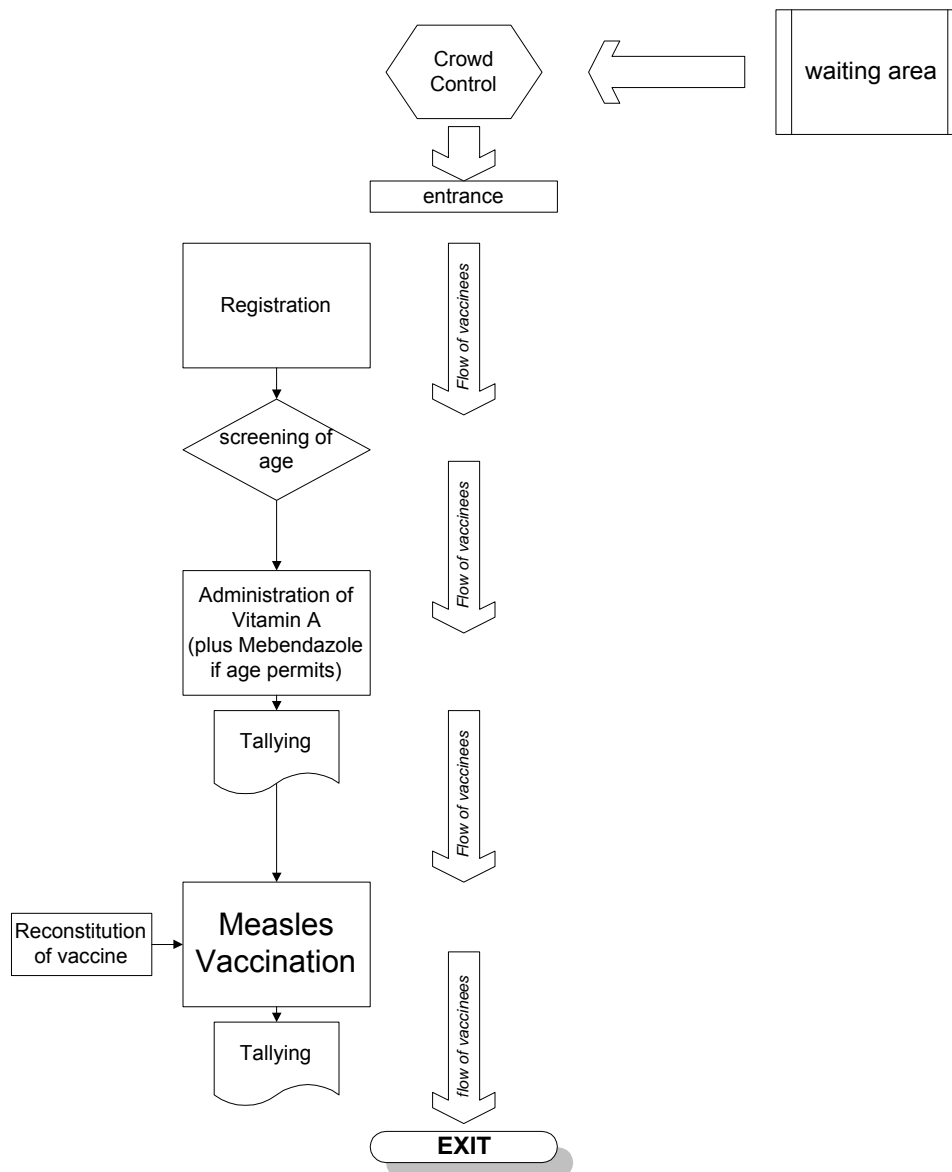 Crowd
Control
waiting area
entrance
Registration
Flow of vaccinees
screening of
age
Flow of vaccinees
Administration of
Vitamin A
(plus Mebendazole
if age permits)
Tallying
Flow of vaccinees
Reconstitution
of vaccine
Measles
Vaccination
flow of vaccinees
Tallying
EXIT